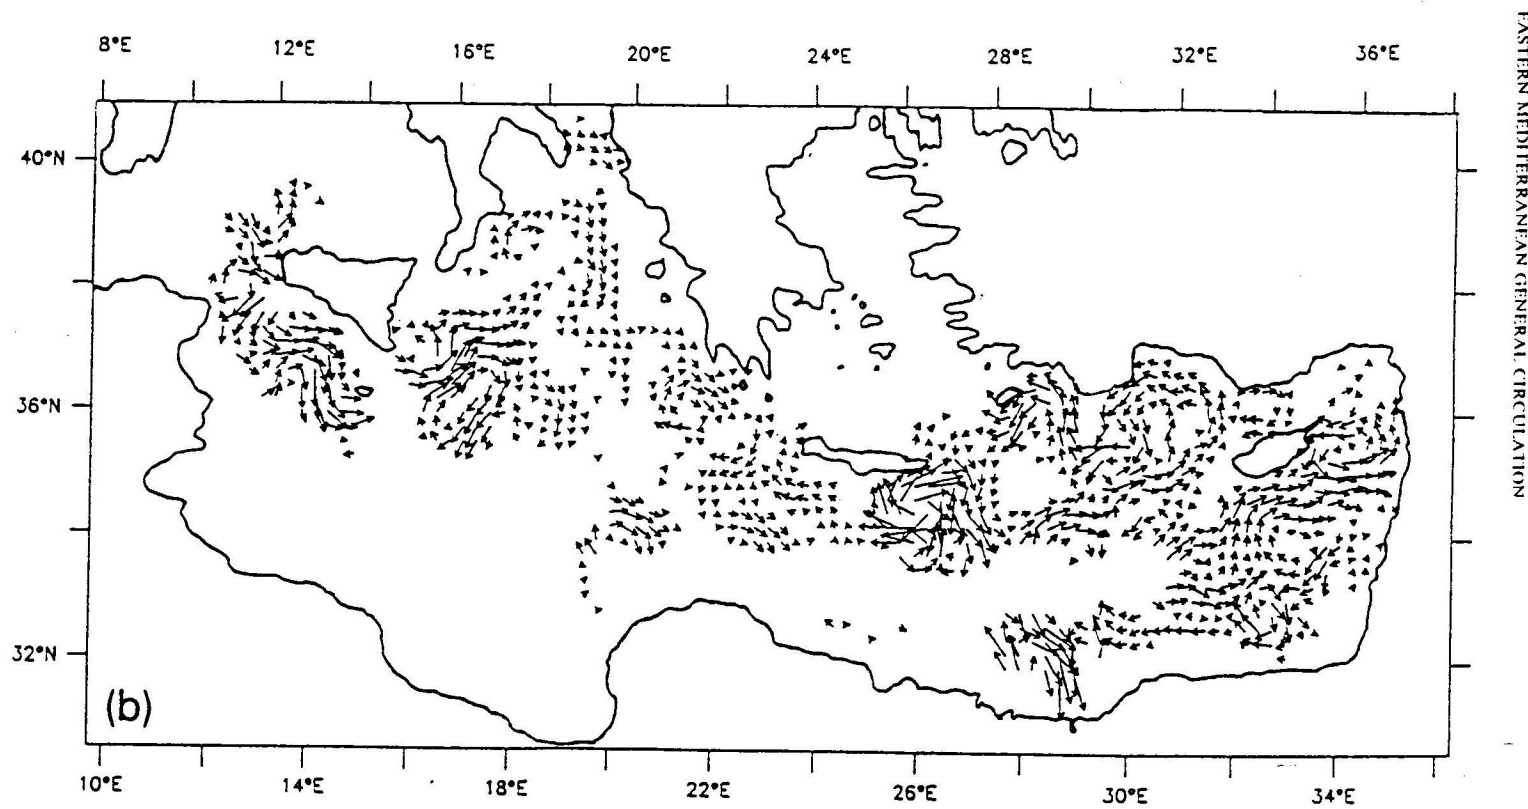 8°E 12°E 16°E 20°E 24°E 28°E 32°E 36°E
40°N
36°N
32°N
(b)
10°E 14°E 18°E 22°E 26°E 30°E 34°E
EASTERN MEDITERRANEAN GENERAL CIRCULATION